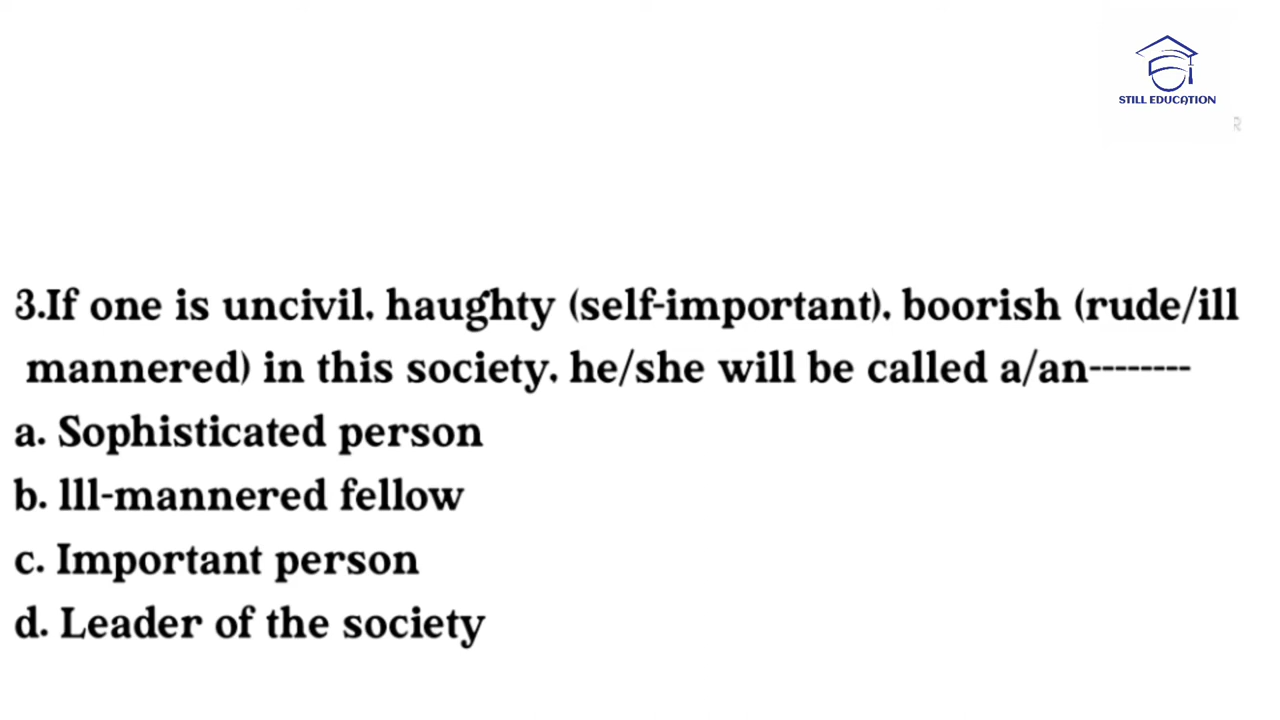 STILL EDUCATION
3.If one is uncivil, haughty (self-important), boorish (rude/ill
mannered) in this society, he/she will be called a/an--------
a. Sophisticated person
b. lll-mannered fellow
c. Important person
d. Leader of the society